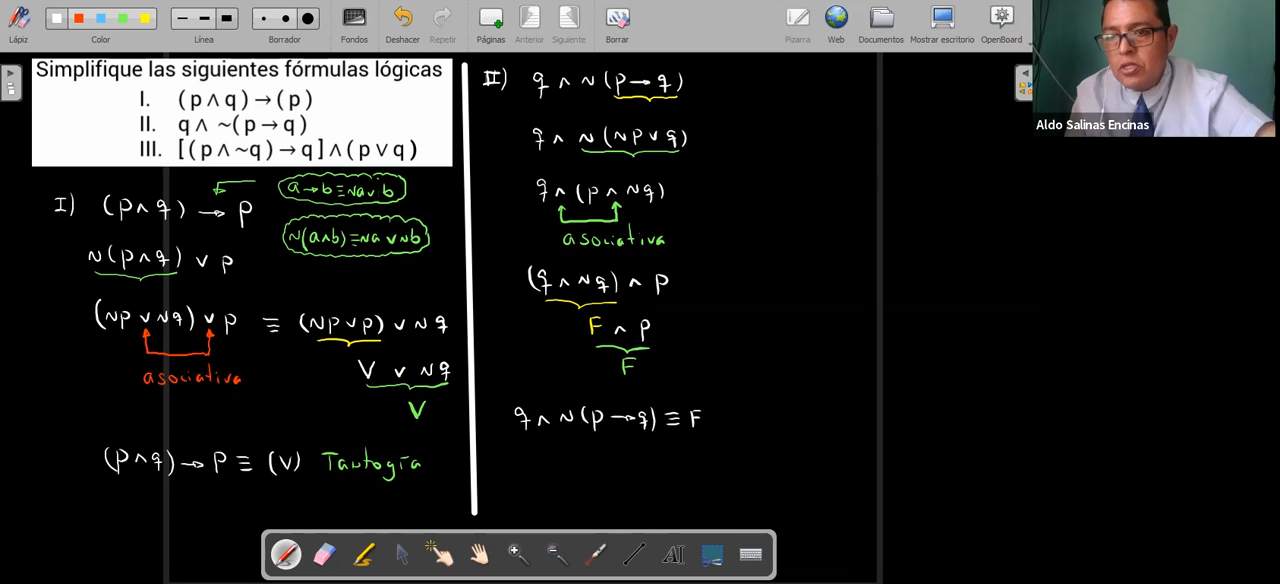 Lápiz Color Línea Borrador Fondos Deshacer Repetir Páginas Anterior Siguiente Borrar Pizarra Web Documentos Mostrar escritorio OpenBoard
Aldo Salinas Encinas
Simplifique las siguientes fórmulas lógicas
I. (p ∧ q) → (p)
II. q ∧ ~(p → q)
III. [(p ∧ ~q) → q] ∧ (p ∨ q)
I) (p ∧ q) → p
a → b ≡ ~a ∨ b
~(a ∧ b) ≡ ~a ∨ ~b
~(p ∧ q) ∨ p
(~p ∨ ~q) ∨ p ≡ (~p ∨ p) ∨ ~q
asociativa
V ∨ ~q
V
(p ∧ q) → p ≡ (V) Tautogía
II) q ∧ ~(p → q)
q ∧ ~(~p ∨ q)
q ∧ (p ∧ ~q)
asociativa
(q ∧ ~q) ∧ p
F ∧ p
F
q ∧ ~(p → q) ≡ F
AI